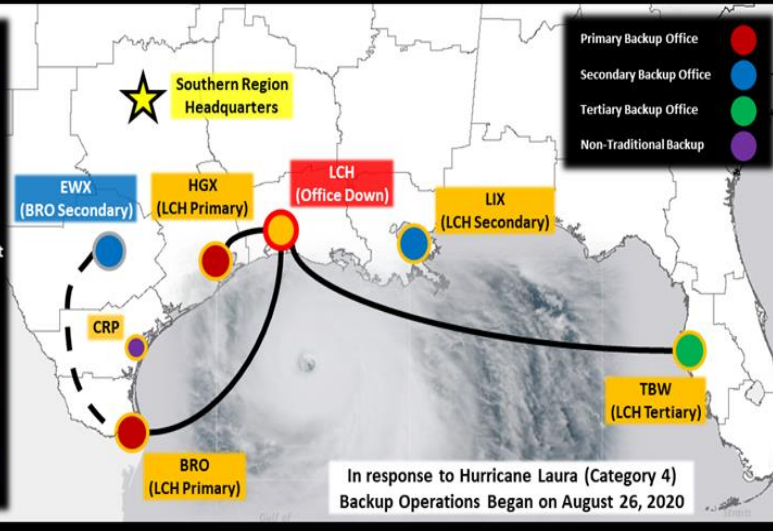 Primary Backup Office
Secondary Backup Office
Tertiary Backup Office
Non-Traditional Backup
Southern Region
Headquarters
EWX
(BRO Secondary)
HGX
(LCH Primary)
LCH
(Office Down)
LIX
(LCH Secondary)
CRP
TBW
(LCH Tertiary)
BRO
(LCH Primary)
In response to Hurricane Laura (Category 4)
Backup Operations Began on August 26, 2020
Gulf of